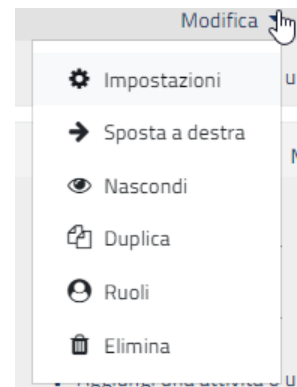 Modifica
Impostazioni
Sposta a destra
Nascondi
Duplica
Ruoli
Elimina